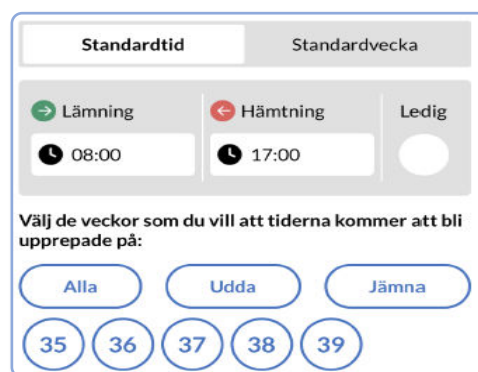 Standardtid Standardvecka
Lämning Hämtning Ledig
08:00 17:00
Välj de veckor som du vill att tiderna kommer att bli
upprepade på:
Alla Udda Jämna
35 36 37 38 39